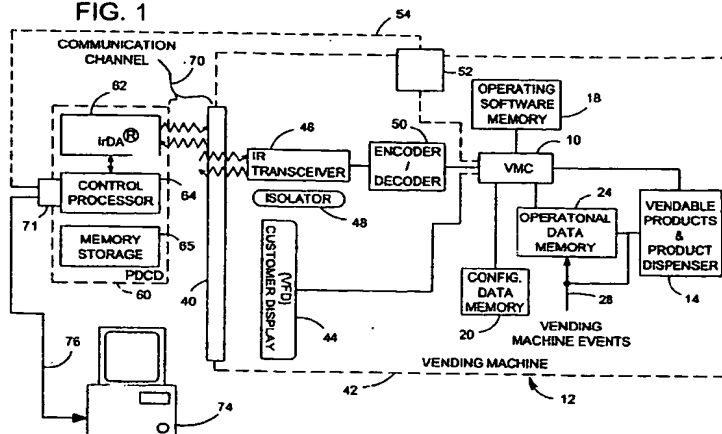 FIG. 1
54
COMMUNICATION
CHANNEL
70
52
62
IrDA®
OPERATING
SOFTWARE
MEMORY
18
46
50
IR
TRANSCEIVER
ENCODER
/
DECODER
10
VMC
CONTROL
PROCESSOR
64
ISOLATOR
48
24
OPERATONAL
DATA
MEMORY
VENDABLE
PRODUCTS
&
PRODUCT
DISPENSER
14
71
MEMORY
STORAGE
65
PDCD
60
40
(VFD)
CUSTOMER DISPLAY
44
CONFIG.
DATA
MEMORY
20
28
VENDING
MACHINE EVENTS
76
VENDING MACHINE
74
42
12